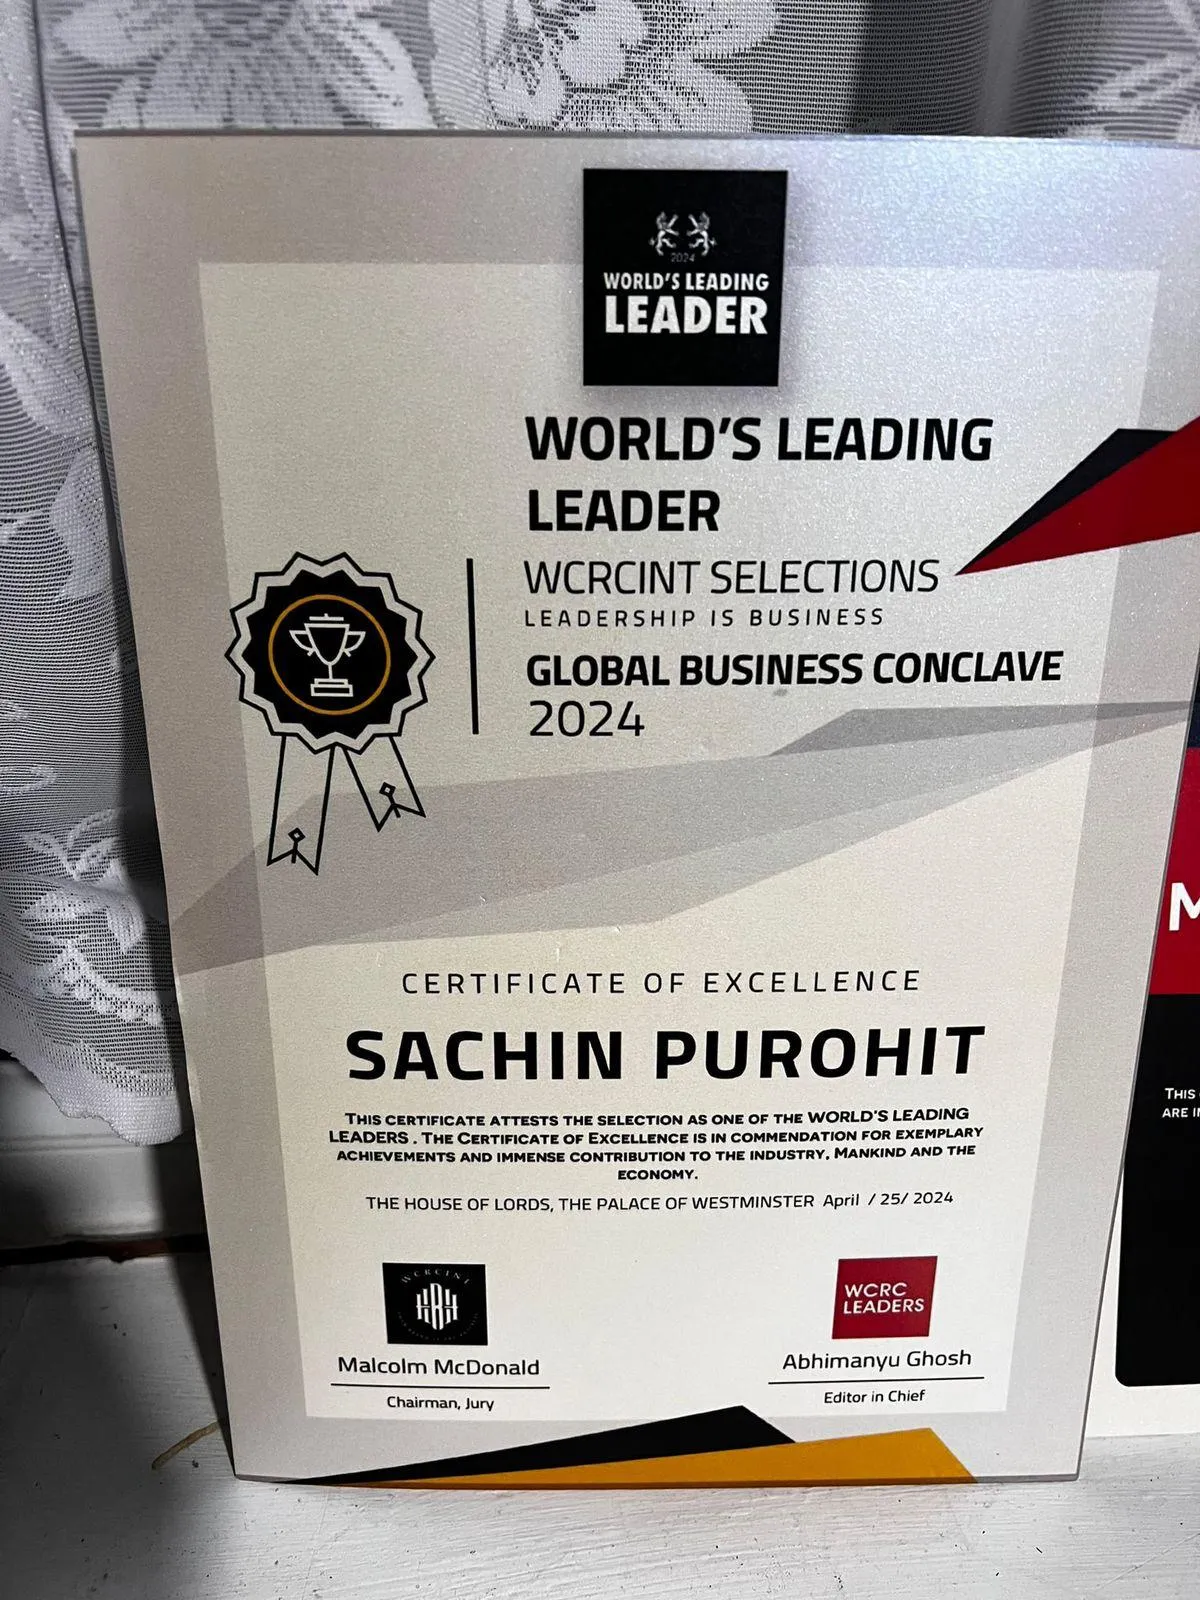 2024
WORLD'S LEADING
LEADER
WORLD'S LEADING
LEADER
WCRCINT SELECTIONS
LEADERSHIP IS BUSINESS
GLOBAL BUSINESS CONCLAVE
2024
CERTIFICATE OF EXCELLENCE
SACHIN PUROHIT
THIS CERTIFICATE ATTESTS THE SELECTION AS ONE OF THE WORLD'S LEADING
LEADERS . THE CERTIFICATE OF EXCELLENCE IS IN COMMENDATION FOR EXEMPLARY
ACHIEVEMENTS AND IMMENSE CONTRIBUTION TO THE INDUSTRY, MANKIND AND THE
ECONOMY.
THE HOUSE OF LORDS, THE PALACE OF WESTMINSTER April / 25/ 2024
WCRCINT
WCRC
LEADERS
Malcolm McDonald
Chairman, Jury
Abhimanyu Ghosh
Editor in Chief
M
THIS
ARE